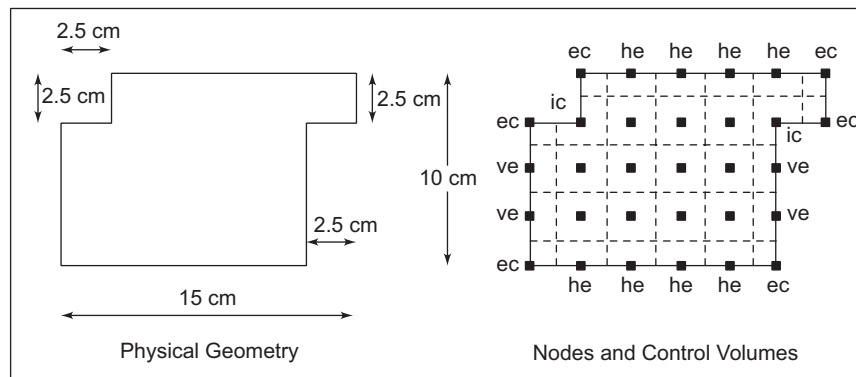 2.5 cm
2.5 cm
2.5 cm
10 cm
2.5 cm
15 cm
Physical Geometry
ec he he he he ec
ic
ec ic ec
ve ve
ve ve
ec
he he he he ec
Nodes and Control Volumes